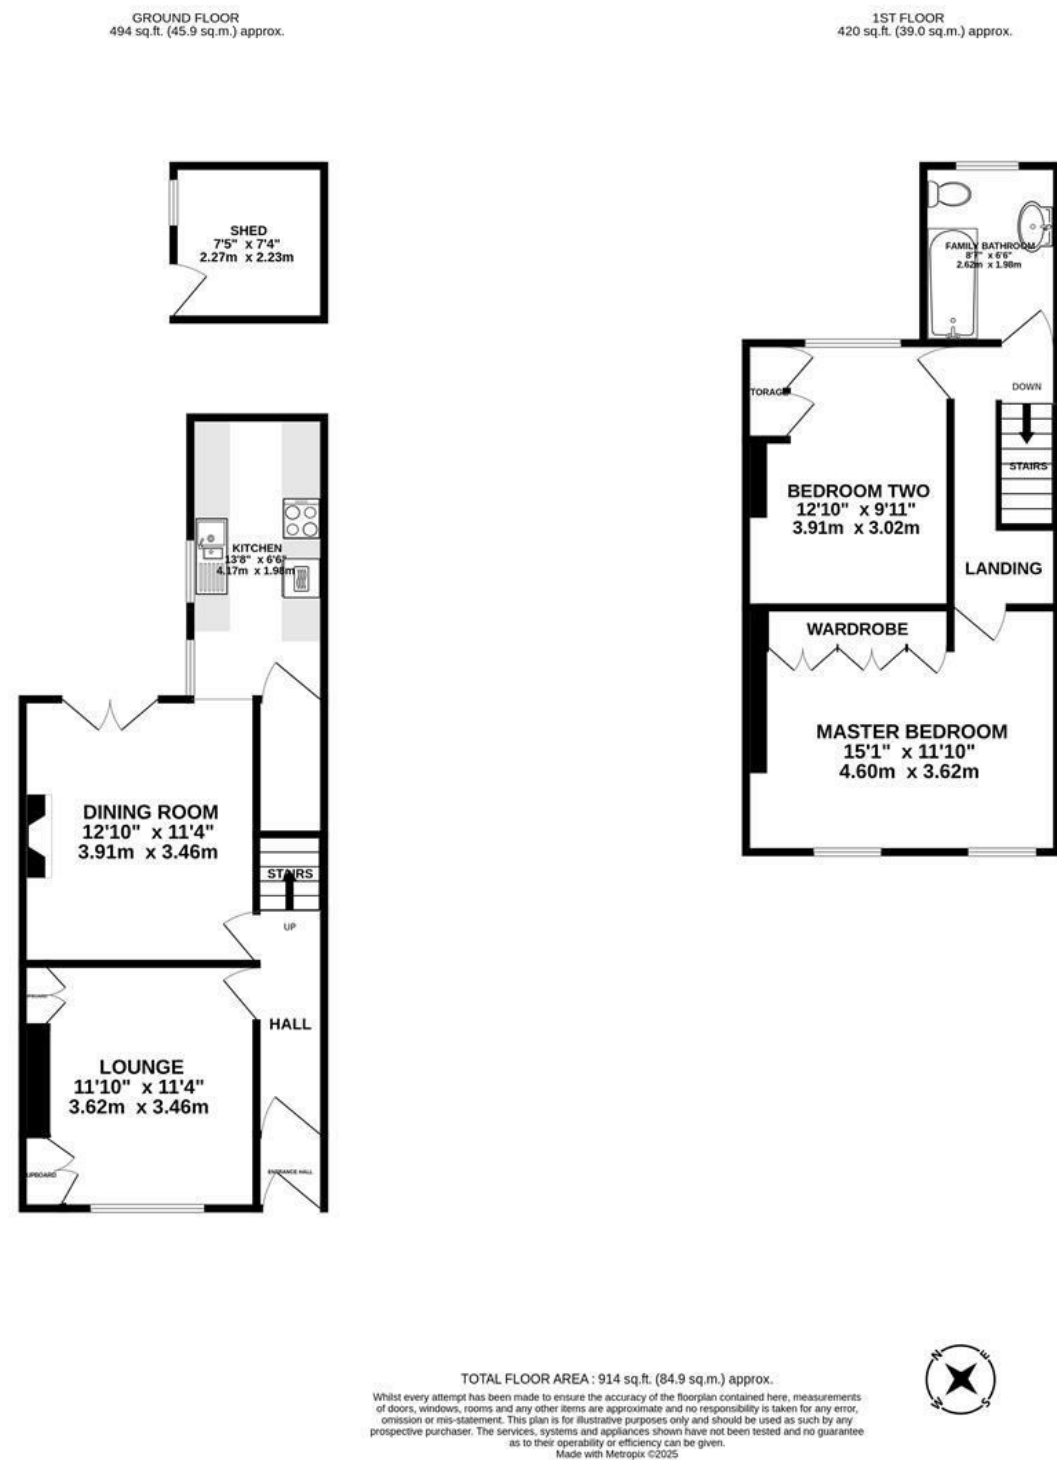 GROUND FLOOR
494 sq.ft. (45.9 sq.m.) approx.
1ST FLOOR
420 sq.ft. (39.0 sq.m.) approx.
SHED
7'5" x 7'4"
2.27m x 2.23m
FAMILY BATHROOM
8'7" x 6'6"
2.62m x 1.98m
DOWN
TORAGE
STAIRS
BEDROOM TWO
12'10" x 9'11"
3.91m x 3.02m
KITCHEN
13'8" x 6'6"
4.17m x 1.98m
LANDING
WARDROBE
MASTER BEDROOM
15'1" x 11'10"
4.60m x 3.62m
DINING ROOM
12'10" x 11'4"
3.91m x 3.46m
STAIRS
UP
HALL
LOUNGE
11'10" x 11'4"
3.62m x 3.46m
UPBOARD
ENTRANCE HALL
N
E
S
W
TOTAL FLOOR AREA : 914 sq.ft. (84.9 sq.m.) approx.
Whilst every attempt has been made to ensure the accuracy of the floorplan contained here, measurements
of doors, windows, rooms and any other items are approximate and no responsibility is taken for any error,
omission or mis-statement. This plan is for illustrative purposes only and should be used as such by any
prospective purchaser. The services, systems and appliances shown have not been tested and no guarantee
as to their operability or efficiency can be given.
Made with Metropix ©2025